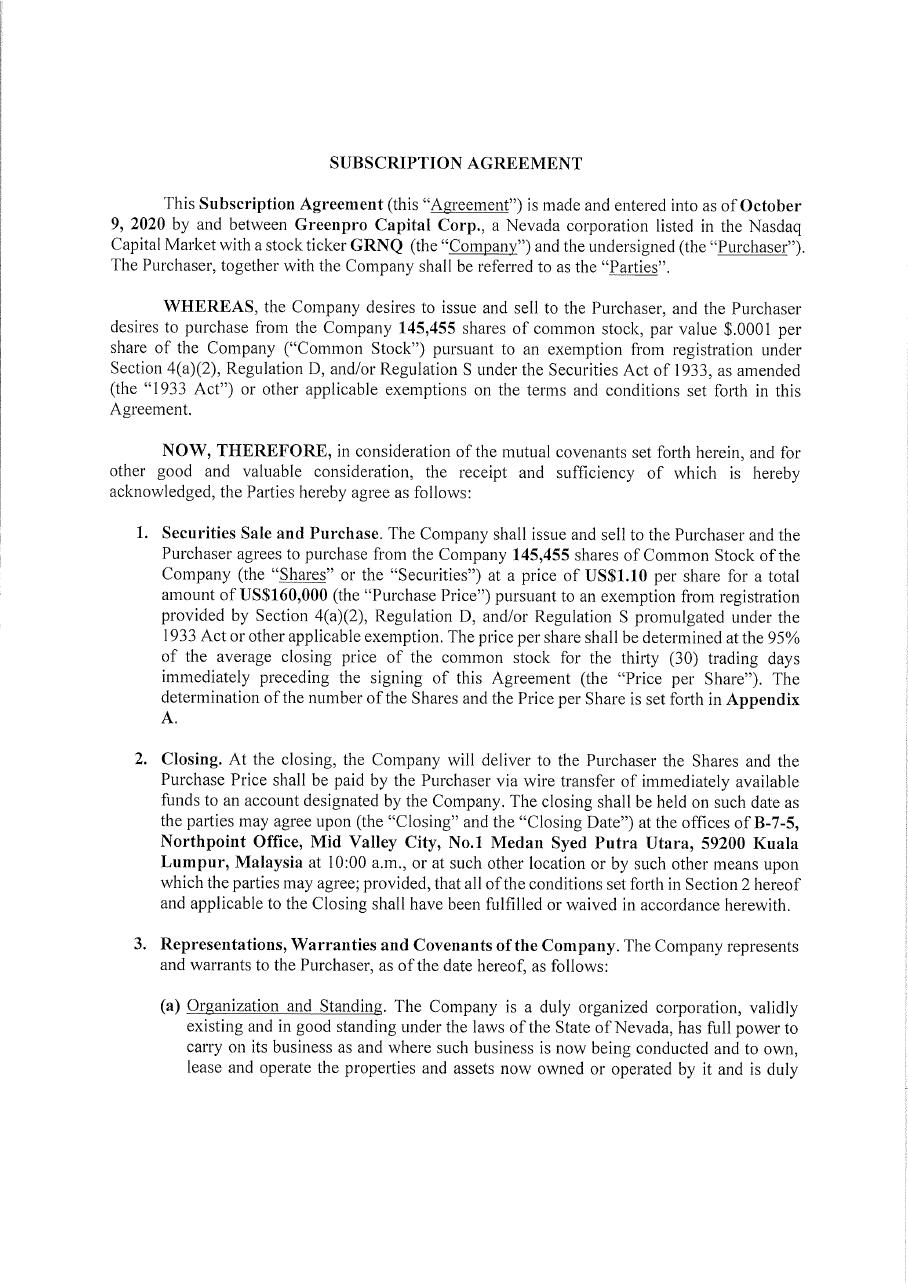 SUBSCRIPTION AGREEMENT
This Subscription Agreement (this “Agreement”) is made and entered into as of October
9, 2020 by and between Greenpro Capital Corp., a Nevada corporation listed in the Nasdaq
Capital Market with a stock ticker GRNQ (the “Company”) and the undersigned (the “Purchaser”).
The Purchaser, together with the Company shall be referred to as the “Parties”.
WHEREAS, the Company desires to issue and sell to the Purchaser, and the Purchaser
desires to purchase from the Company 145,455 shares of common stock, par value $.0001 per
share of the Company (“Common Stock”) pursuant to an exemption from registration under
Section 4(a)(2), Regulation D, and/or Regulation S under the Securities Act of 1933, as amended
(the “1933 Act”) or other applicable exemptions on the terms and conditions set forth in this
Agreement.
NOW, THEREFORE, in consideration of the mutual covenants set forth herein, and for
other good and valuable consideration, the receipt and sufficiency of which is hereby
acknowledged, the Parties hereby agree as follows:
1. Securities Sale and Purchase. The Company shall issue and sell to the Purchaser and the
Purchaser agrees to purchase from the Company 145,455 shares of Common Stock of the
Company (the “Shares” or the “Securities”) at a price of US$1.10 per share for a total
amount of US$160,000 (the “Purchase Price”) pursuant to an exemption from registration
provided by Section 4(a)(2), Regulation D, and/or Regulation S promulgated under the
1933 Act or other applicable exemption. The price per share shall be determined at the 95%
of the average closing price of the common stock for the thirty (30) trading days
immediately preceding the signing of this Agreement (the “Price per Share”). The
determination of the number of the Shares and the Price per Share is set forth in Appendix
A.
2. Closing. At the closing, the Company will deliver to the Purchaser the Shares and the
Purchase Price shall be paid by the Purchaser via wire transfer of immediately available
funds to an account designated by the Company. The closing shall be held on such date as
the parties may agree upon (the “Closing” and the “Closing Date”) at the offices of B-7-5,
Northpoint Office, Mid Valley City, No.1 Medan Syed Putra Utara, 59200 Kuala
Lumpur, Malaysia at 10:00 a.m., or at such other location or by such other means upon
which the parties may agree; provided, that all of the conditions set forth in Section 2 hereof
and applicable to the Closing shall have been fulfilled or waived in accordance herewith.
3. Representations, Warranties and Covenants of the Company. The Company represents
and warrants to the Purchaser, as of the date hereof, as follows:
(a) Organization and Standing. The Company is a duly organized corporation, validly
existing and in good standing under the laws of the State of Nevada, has full power to
carry on its business as and where such business is now being conducted and to own,
lease and operate the properties and assets now owned or operated by it and is duly